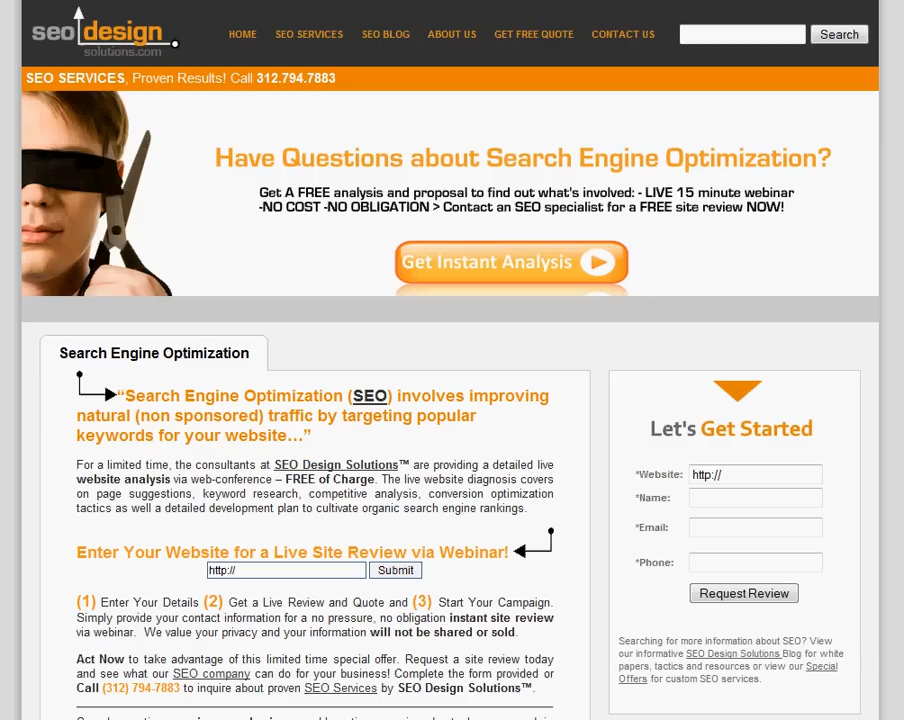 seo design
solutions.com
HOME SEO SERVICES SEO BLOG ABOUT US GET FREE QUOTE CONTACT US Search
SEO SERVICES, Proven Results! Call 312.794.7883
Have Questions about Search Engine Optimization?
Get A FREE analysis and proposal to find out what's involved: - LIVE 15 minute webinar
-NO COST -NO OBLIGATION > Contact an SEO specialist for a FREE site review NOW!
Get Instant Analysis
Search Engine Optimization
“Search Engine Optimization (SEO) involves improving
natural (non sponsored) traffic by targeting popular
keywords for your website…”
For a limited time, the consultants at SEO Design Solutions™ are providing a detailed live
website analysis via web-conference – FREE of Charge. The live website diagnosis covers
on page suggestions, keyword research, competitive analysis, conversion optimization
tactics as well a detailed development plan to cultivate organic search engine rankings.
Enter Your Website for a Live Site Review via Webinar!
http:// Submit
(1) Enter Your Details (2) Get a Live Review and Quote and (3) Start Your Campaign.
Simply provide your contact information for a no pressure, no obligation instant site review
via webinar. We value your privacy and your information will not be shared or sold.
Act Now to take advantage of this limited time special offer. Request a site review today
and see what our SEO company can do for your business! Complete the form provided or
Call (312) 794-7883 to inquire about proven SEO Services by SEO Design Solutions™.
Let's Get Started
*Website: http://
*Name:
*Email:
*Phone:
Request Review
Searching for more information about SEO? View
our informative SEO Design Solutions Blog for white
papers, tactics and resources or view our Special
Offers for custom SEO services.